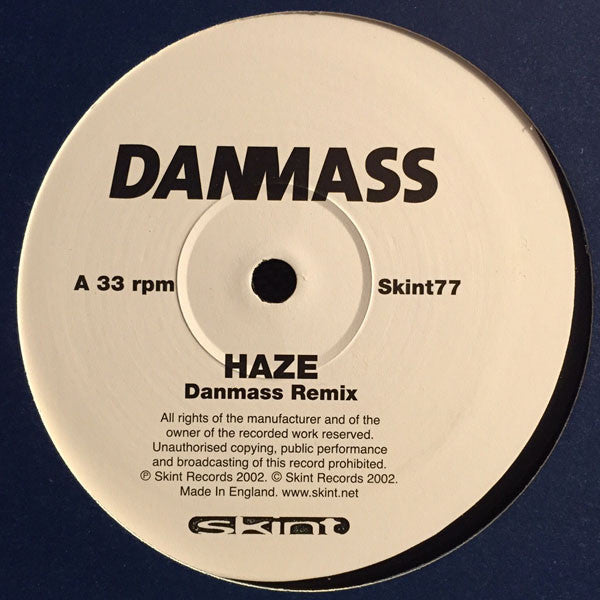 DANMASS
A 33 rpm
Skint77
HAZE
Danmass Remix
All rights of the manufacturer and of the
owner of the recorded work reserved.
Unauthorised copying, public performance
and broadcasting of this record prohibited.
℗ Skint Records 2002. © Skint Records 2002.
Made In England. www.skint.net
skint